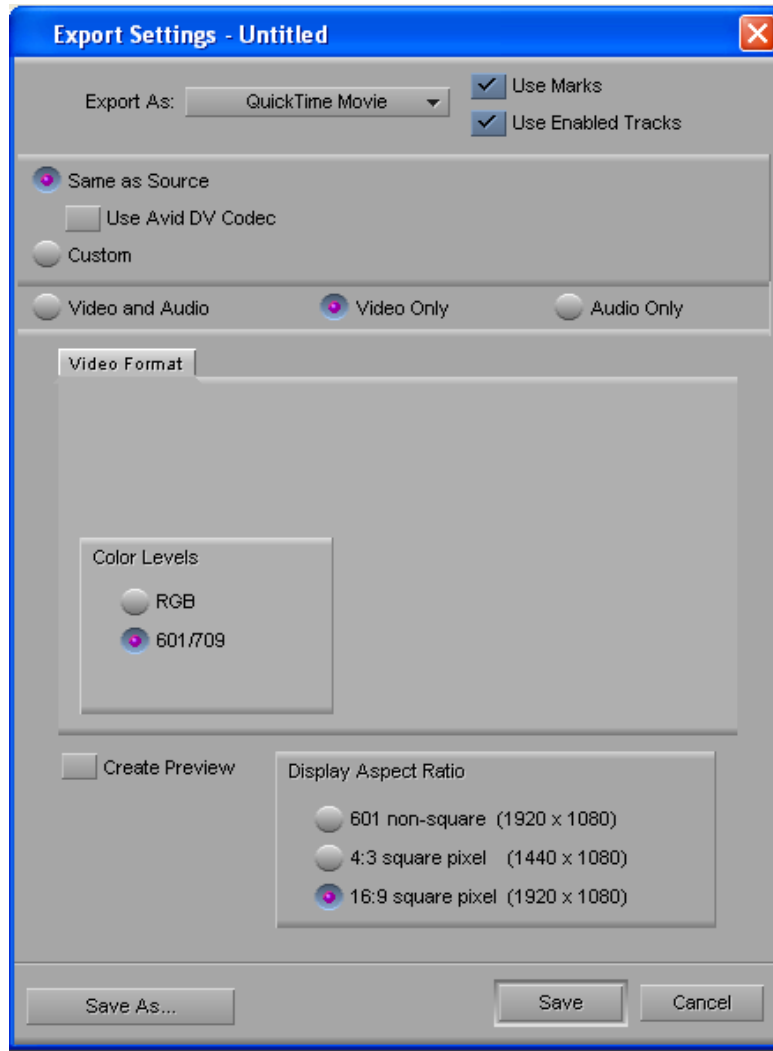 Export Settings - Untitled
Export As: QuickTime Movie
Use Marks
Use Enabled Tracks
Same as Source
Use Avid DV Codec
Custom
Video and Audio Video Only Audio Only
Video Format
Color Levels
RGB
601/709
Create Preview
Display Aspect Ratio
601 non-square (1920 x 1080)
4:3 square pixel (1440 x 1080)
16:9 square pixel (1920 x 1080)
Save As... Save Cancel